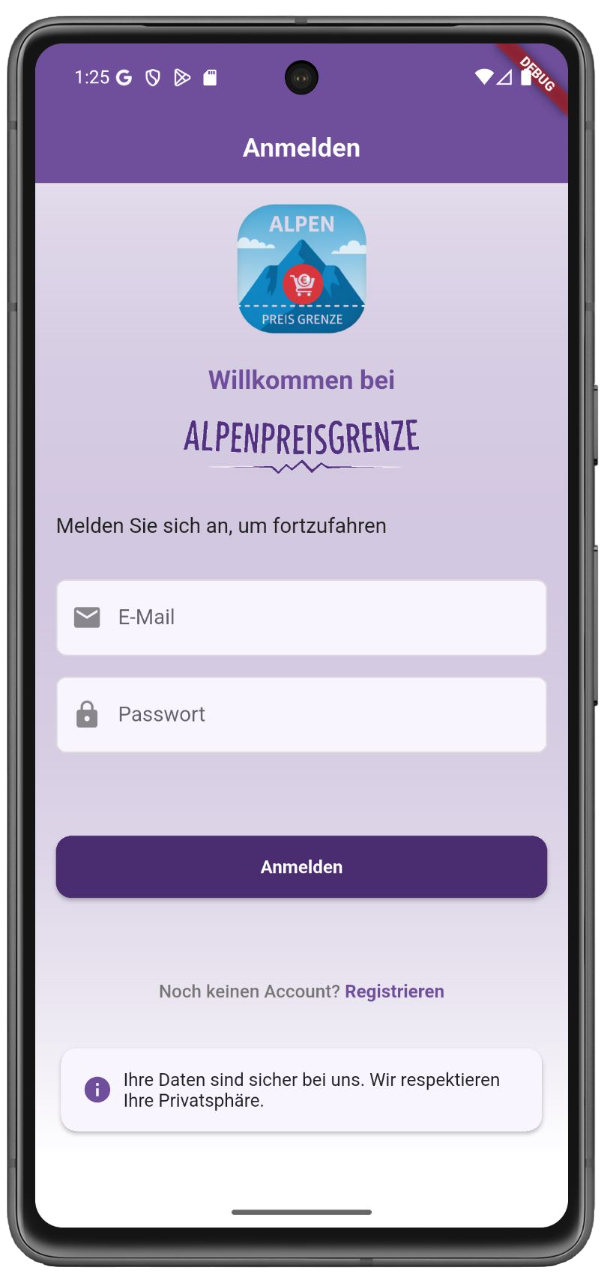 1:25
DEBUG
Anmelden
ALPEN
PREIS GRENZE
Willkommen bei
ALPENPREISGRENZE
Melden Sie sich an, um fortzufahren
E-Mail
Passwort
Anmelden
Noch keinen Account? Registrieren
Ihre Daten sind sicher bei uns. Wir respektieren
Ihre Privatsphäre.